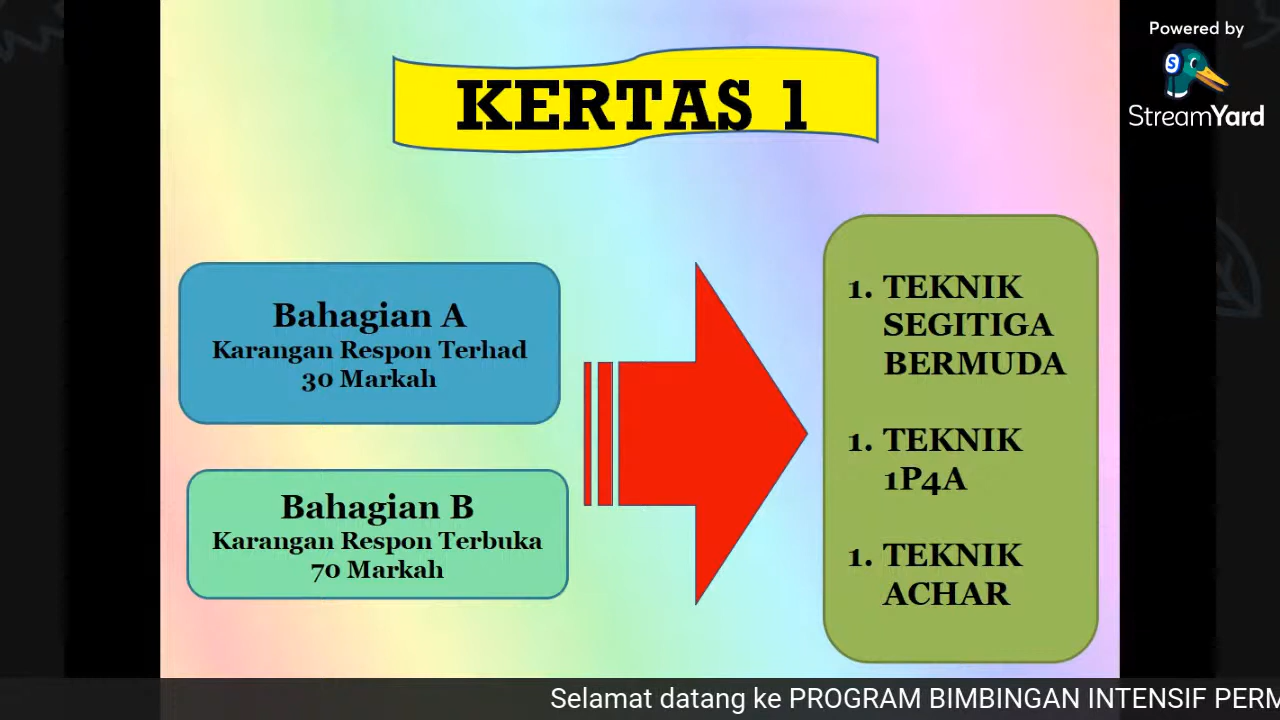 Powered by
StreamYard
KERTAS 1
Bahagian A
Karangan Respon Terhad
30 Markah
Bahagian B
Karangan Respon Terbuka
70 Markah
1. TEKNIK
SEGITIGA
BERMUDA
1. TEKNIK
1P4A
1. TEKNIK
ACHAR
Selamat datang ke PROGRAM BIMBINGAN INTENSIF